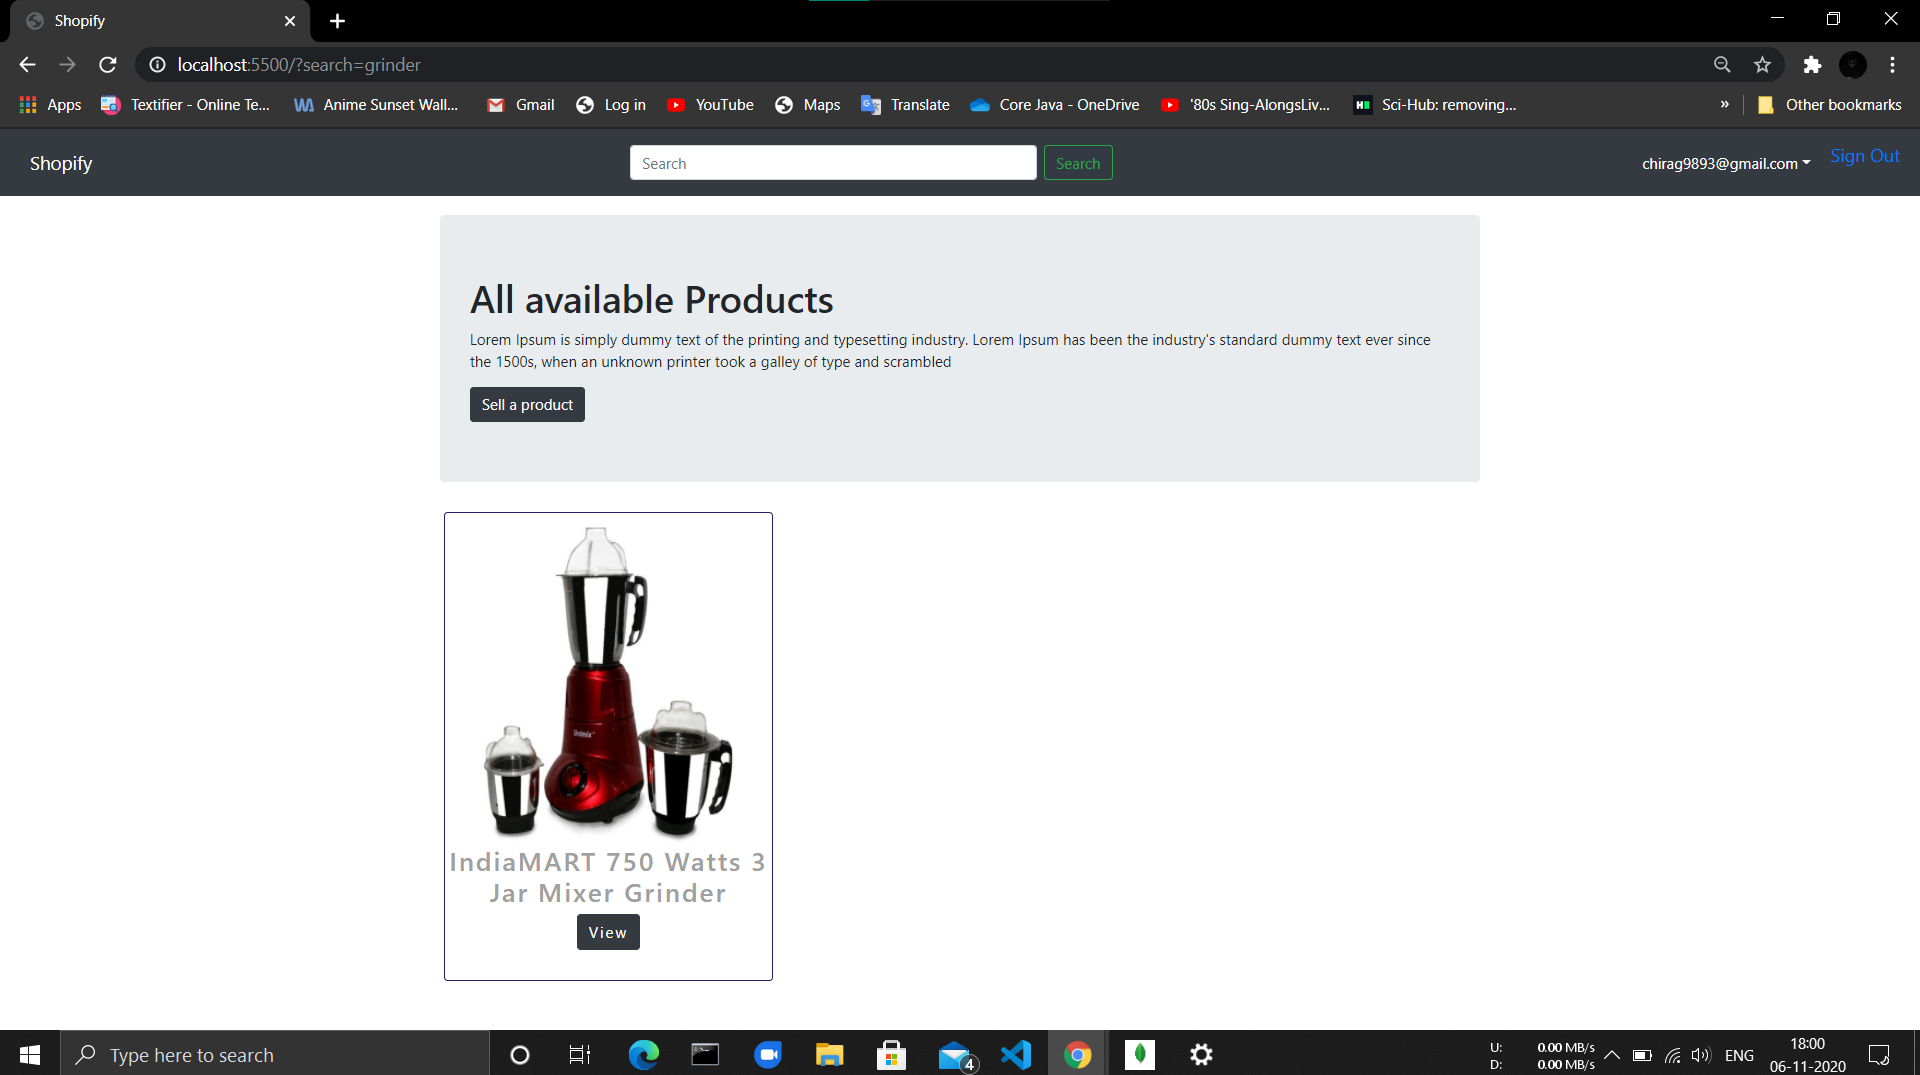 Shopify
localhost:5500/?search=grinder
Apps
Textifier - Online Te...
Anime Sunset Wall...
Gmail
Log in
YouTube
Maps
Translate
Core Java - OneDrive
'80s Sing-AlongsLiv...
Sci-Hub: removing...
»
Other bookmarks
Shopify
Search
Search
chirag9893@gmail.com
Sign Out
All available Products
Lorem Ipsum is simply dummy text of the printing and typesetting industry. Lorem Ipsum has been the industry's standard dummy text ever since
the 1500s, when an unknown printer took a galley of type and scrambled
Sell a product
Unimix™
IndiaMART 750 Watts 3
Jar Mixer Grinder
View
Type here to search
4
U: 0.00 MB/s
D: 0.00 MB/s
ENG
18:00
06-11-2020